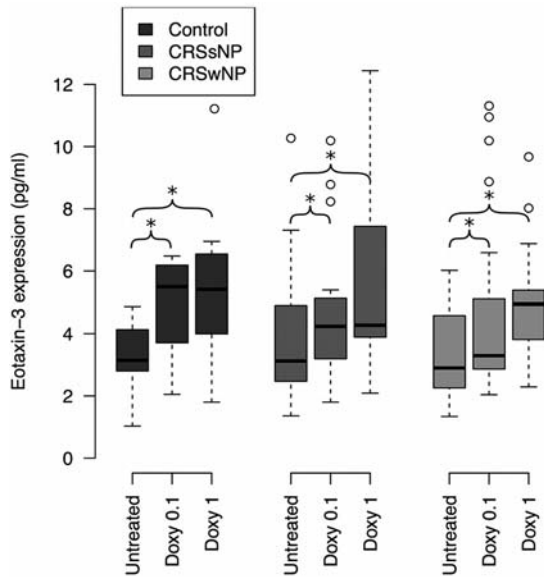 Control
CRSsNP
CRSwNP
Eotaxin–3 expression (pg/ml)
12
10
8
6
4
2
0
*
*
*
*
*
*
Untreated
Doxy 0.1
Doxy 1
Untreated
Doxy 0.1
Doxy 1
Untreated
Doxy 0.1
Doxy 1